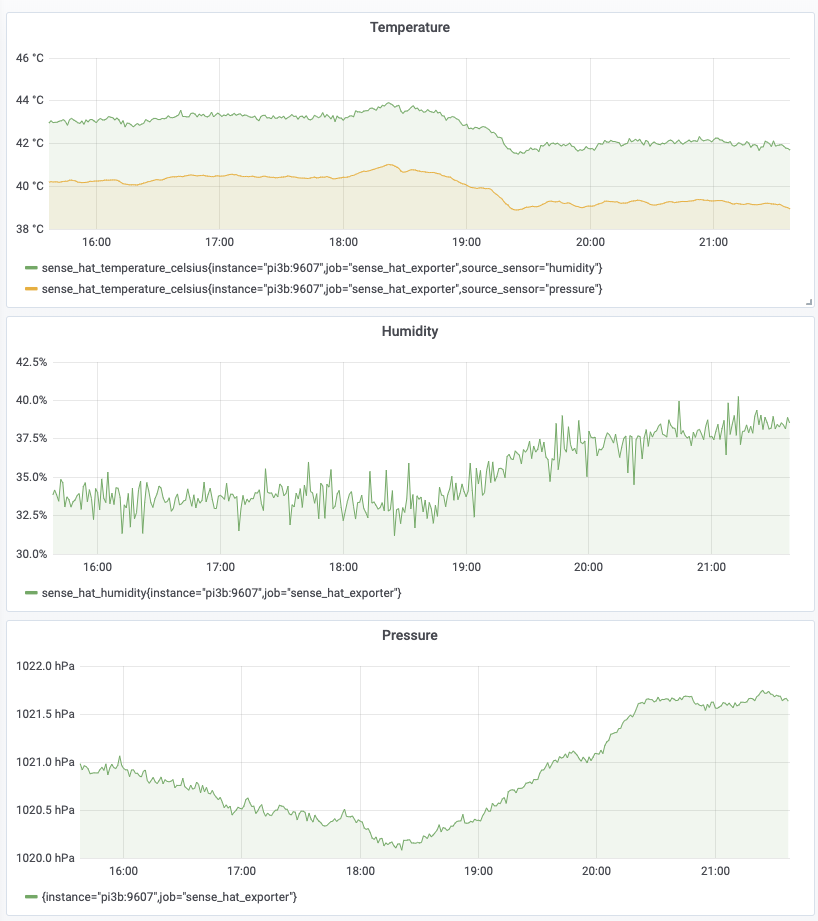 Temperature
46 °C
44 °C
42 °C
40 °C
38 °C
16:00 17:00 18:00 19:00 20:00 21:00
sense_hat_temperature_celsius{instance="pi3b:9607",job="sense_hat_exporter",source_sensor="humidity"}
sense_hat_temperature_celsius{instance="pi3b:9607",job="sense_hat_exporter",source_sensor="pressure"}
Humidity
42.5%
40.0%
37.5%
35.0%
32.5%
30.0%
16:00 17:00 18:00 19:00 20:00 21:00
sense_hat_humidity{instance="pi3b:9607",job="sense_hat_exporter"}
Pressure
1022.0 hPa
1021.5 hPa
1021.0 hPa
1020.5 hPa
1020.0 hPa
16:00 17:00 18:00 19:00 20:00 21:00
{instance="pi3b:9607",job="sense_hat_exporter"}